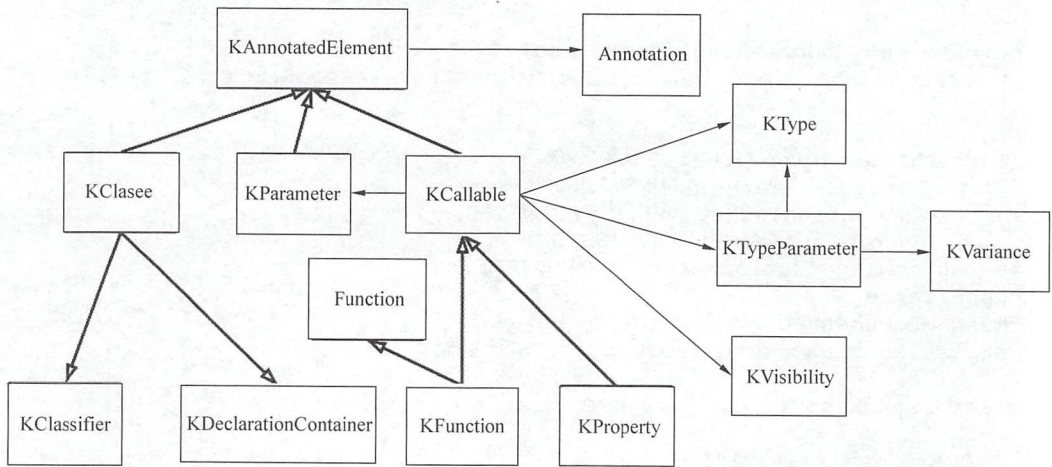 KAnnotatedElement
Annotation
KType
KClasee
KParameter
KCallable
KTypeParameter
KVariance
Function
KVisibility
KClassifier
KDeclarationContainer
KFunction
KProperty